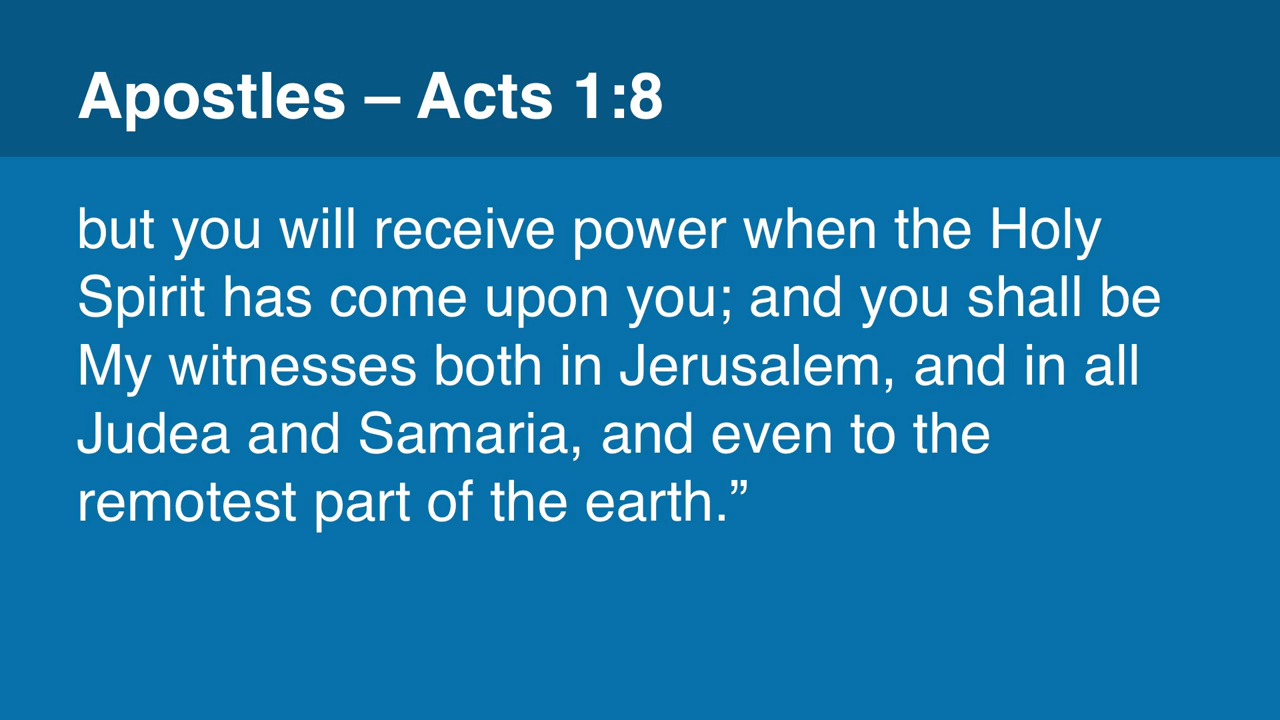 Apostles – Acts 1:8
but you will receive power when the Holy
Spirit has come upon you; and you shall be
My witnesses both in Jerusalem, and in all
Judea and Samaria, and even to the
remotest part of the earth.”